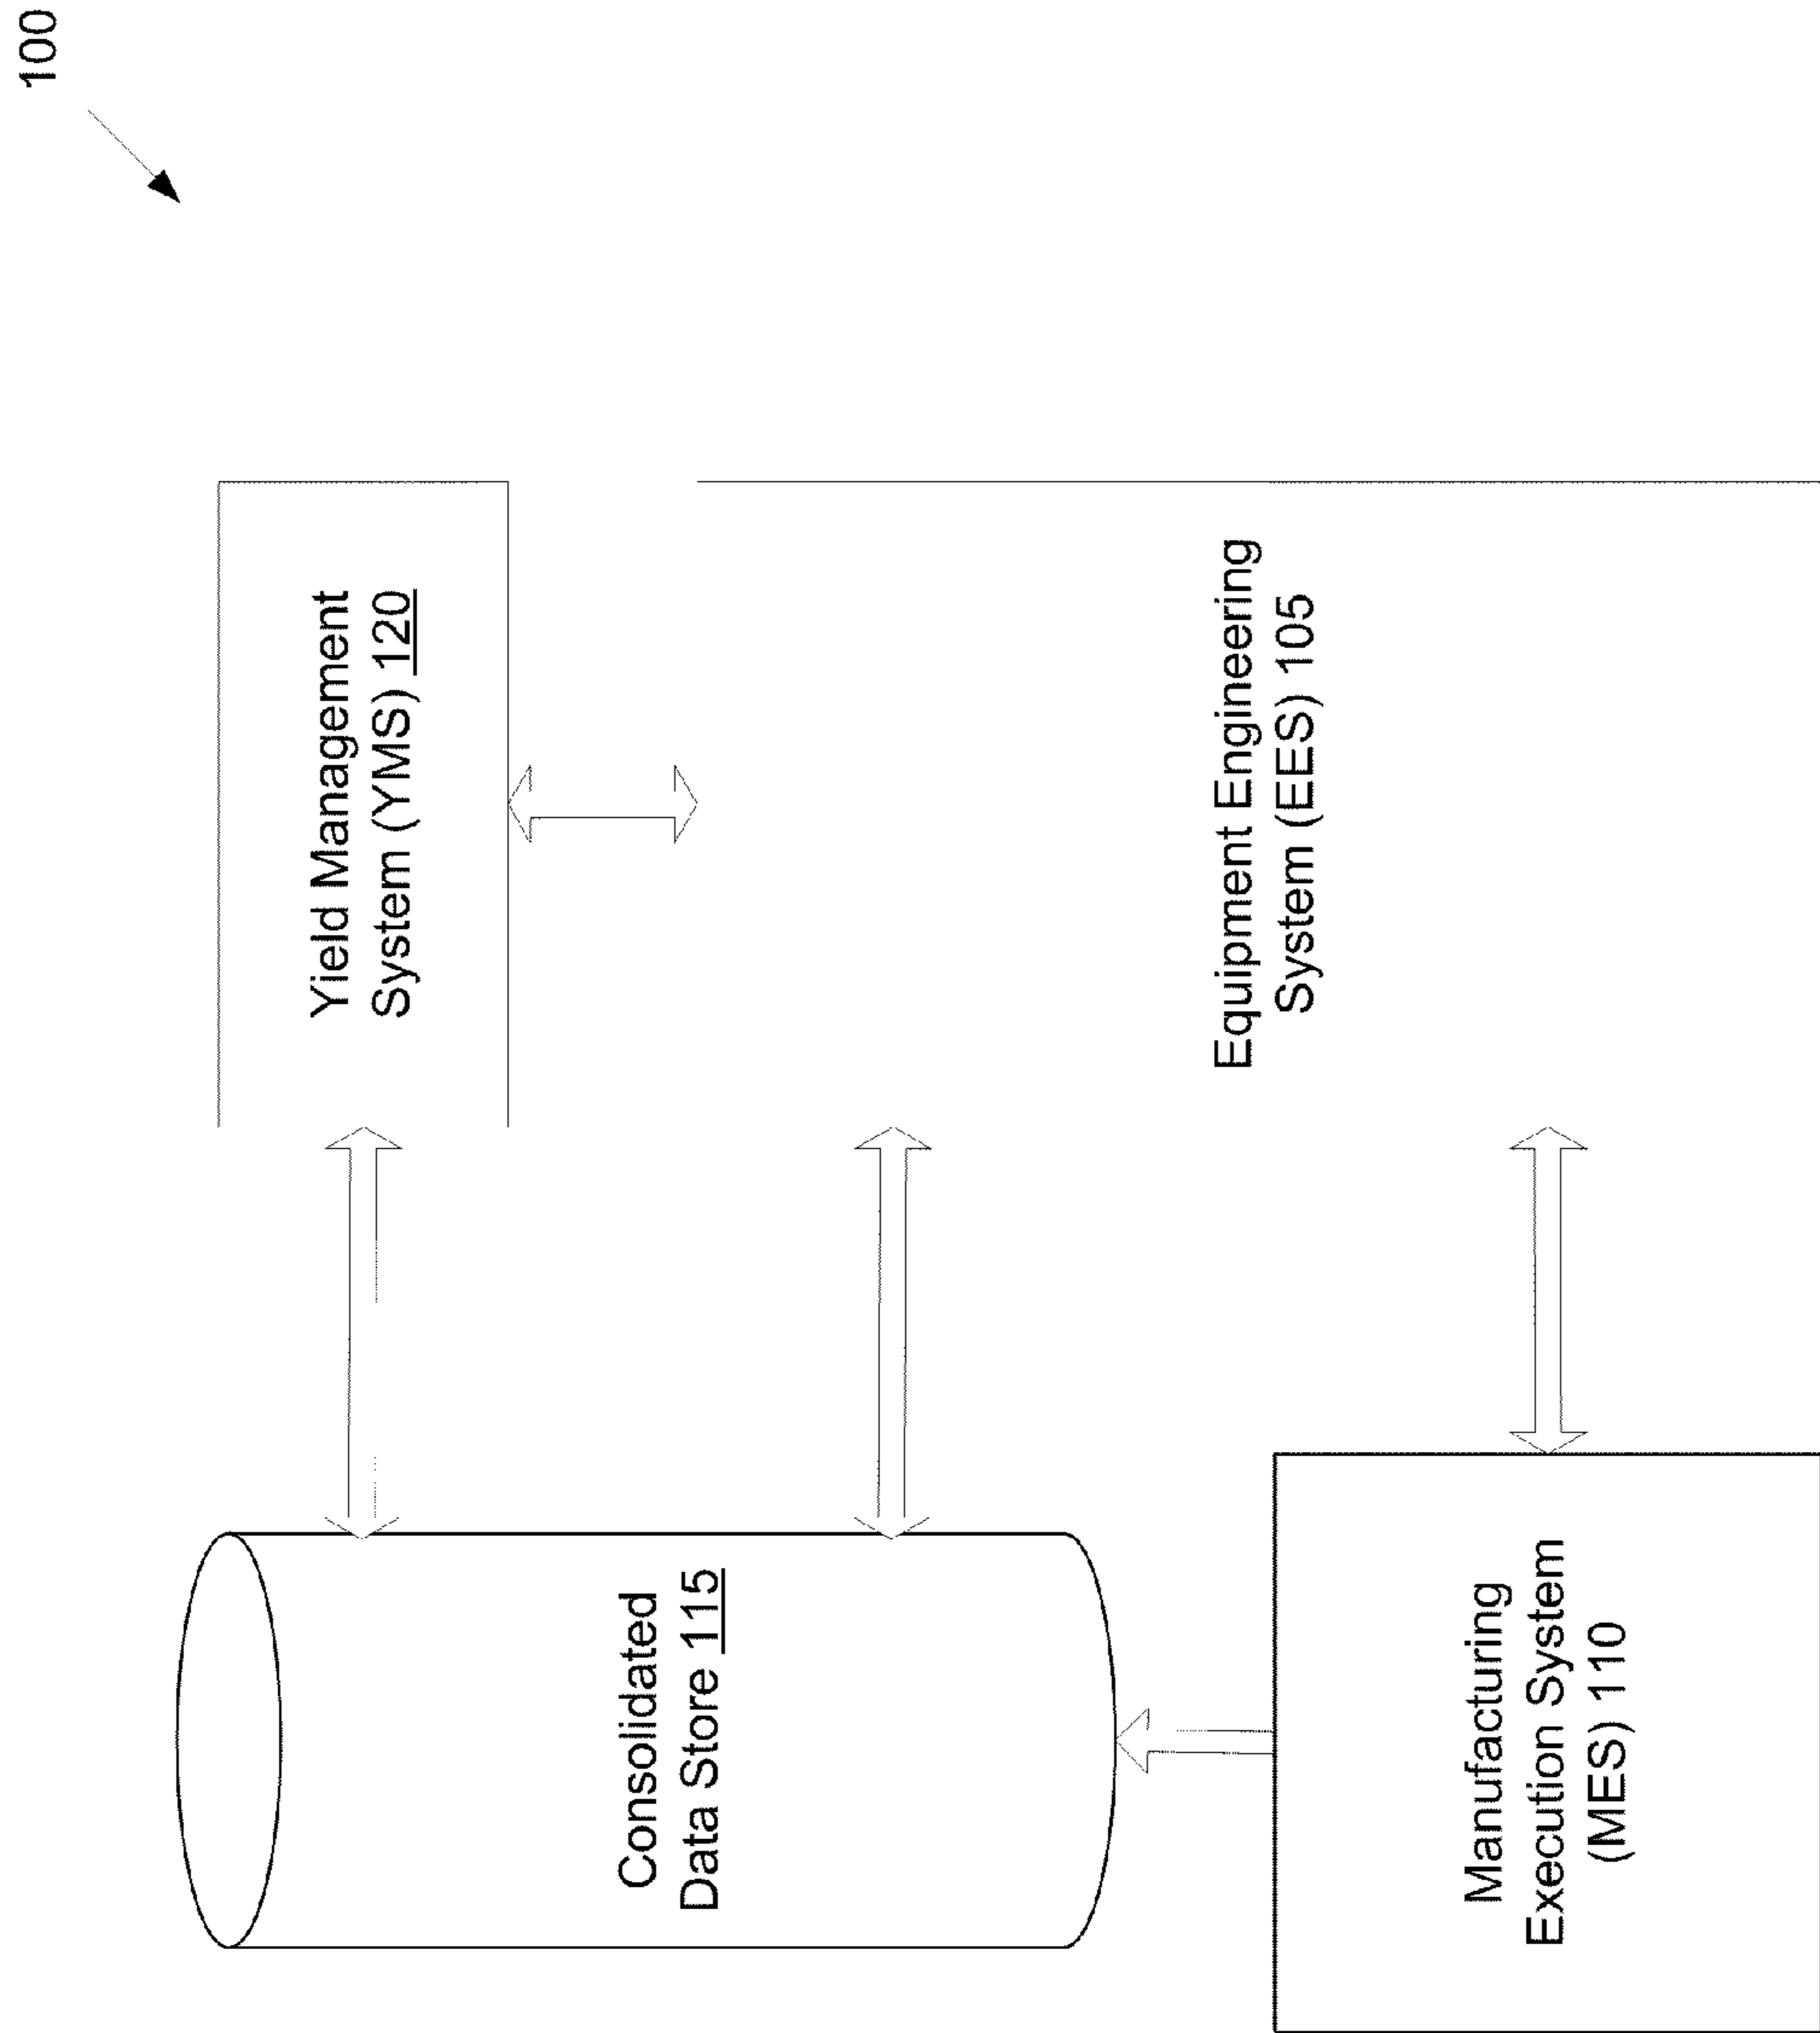 100
Yield Management
System (YMS) 120
Consolidated
Data Store 115
Equipment Engineering
System (EES) 105
Manufacturing
Execution System
(MES) 110